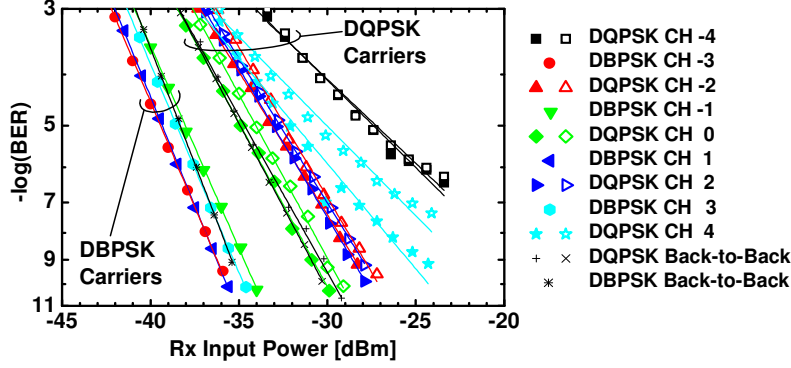 3
5
7
9
11
-45
-40
-35
-30
-25
-20
-log(BER)
Rx Input Power [dBm]
DQPSK
Carriers
DBPSK
Carriers
DQPSK CH -4
DBPSK CH -3
DQPSK CH -2
DBPSK CH -1
DQPSK CH 0
DBPSK CH 1
DQPSK CH 2
DBPSK CH 3
DQPSK CH 4
DQPSK Back-to-Back
DBPSK Back-to-Back